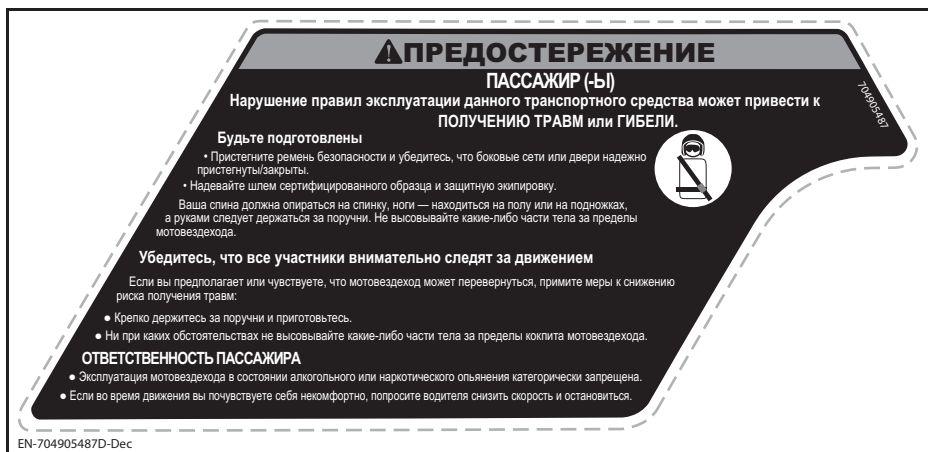 ПРЕДОСТЕРЕЖЕНИЕ
ПАССАЖИР (-Ы)
Нарушение правил эксплуатации данного транспортного средства может привести к
ПОЛУЧЕНИЮ ТРАВМ или ГИБЕЛИ.
704905487
Будьте подготовлены
• Пристегните ремень безопасности и убедитесь, что боковые сети или двери надежно
пристегнуты/закрыты.
• Надевайте шлем сертифицированного образца и защитную экипировку.
Ваша спина должна опираться на спинку, ноги — находиться на полу или на подножках,
а руками следует держаться за поручни. Не высовывайте какие-либо части тела за пределы
мотовездехода.
Убедитесь, что все участники внимательно следят за движением
Если вы предполагает или чувствуете, что мотовездеход может перевернуться, примите меры к снижению
риска получения травм:
● Крепко держитесь за поручни и приготовьтесь.
● Ни при каких обстоятельствах не высовывайте какие-либо части тела за пределы кокпита мотовездехода.
ОТВЕТСТВЕННОСТЬ ПАССАЖИРА
● Эксплуатация мотовездехода в состоянии алкогольного или наркотического опьянения категорически запрещена.
● Если во время движения вы почувствуете себя некомфортно, попросите водителя снизить скорость и остановиться.
EN-704905487D-Dec